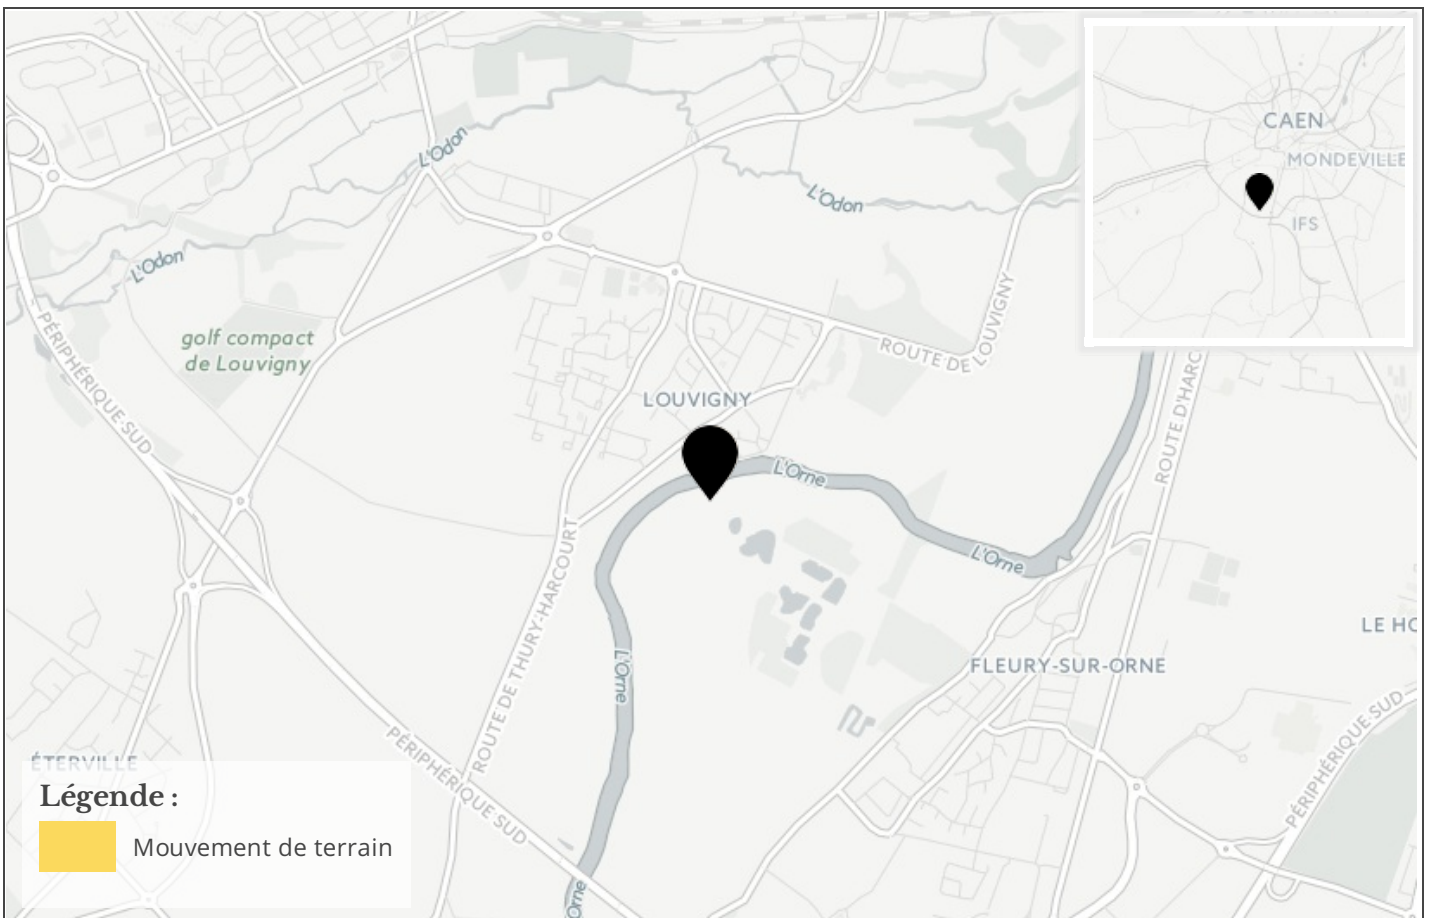 CAEN
MONDEVILLE
IFS
L'Odon
L'Odon
L'Odon
golf compact
de Louvigny
PÉRIPHÉRIQUE SUD
ROUTE DE LOUVIGNY
LOUVIGNY
ROUTE D'HARC
L'Orne
L'Orne
ROUTE DE THURY-HARCOURT
L'Orne
LE HO
FLEURY-SUR-ORNE
PÉRIPHÉRIQUE SUD
PÉRIPHÉRIQUE SUD
ÉTERVILLE
Légende :
Mouvement de terrain
Orne